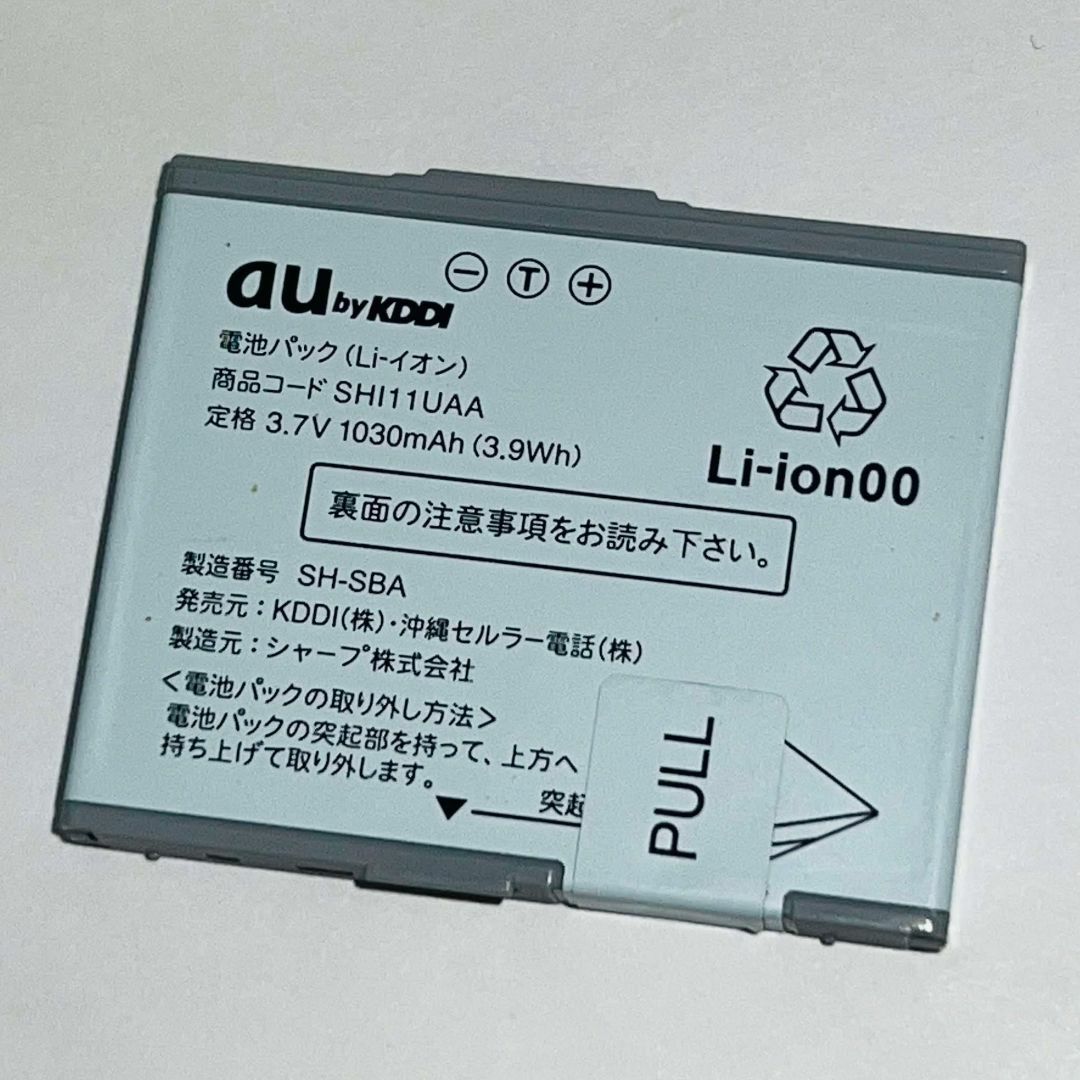 au by KDDI
− T +
電池パック(Li-イオン)
商品コード SHI11UAA
定格 3.7V 1030mAh (3.9Wh)
Li-ion00
裏面の注意事項をお読み下さい。
製造番号 SH-SBA
発売元：KDDI(株)・沖縄セルラー電話(株)
製造元：シャープ株式会社
<電池パックの取り外し方法>
電池パックの突起部を持って、上方へ
持ち上げて取り外します。
突起
PULL